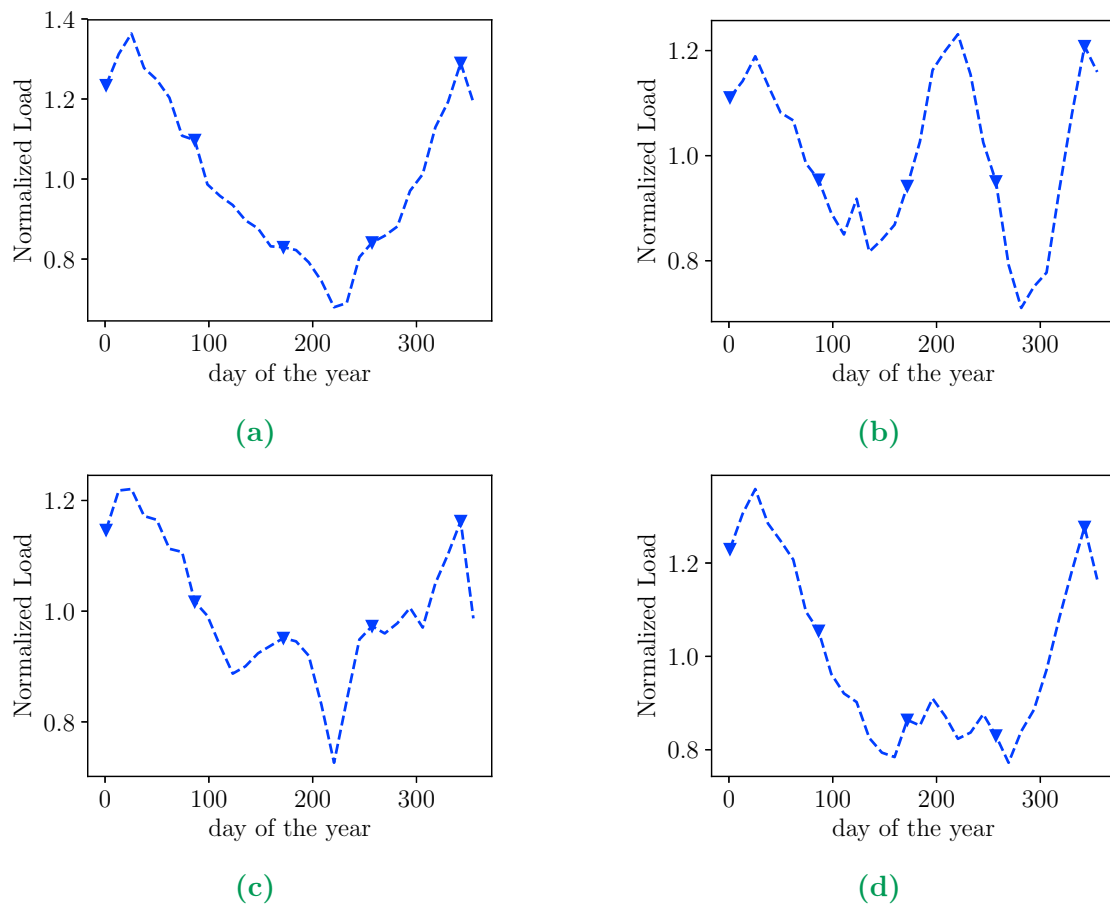 1.4
1.2
1.0
0.8
Normalized Load
0 100 200 300
day of the year
(a)
1.2
1.0
0.8
Normalized Load
0 100 200 300
day of the year
(b)
1.2
1.0
0.8
Normalized Load
0 100 200 300
day of the year
(c)
1.2
1.0
0.8
Normalized Load
0 100 200 300
day of the year
(d)